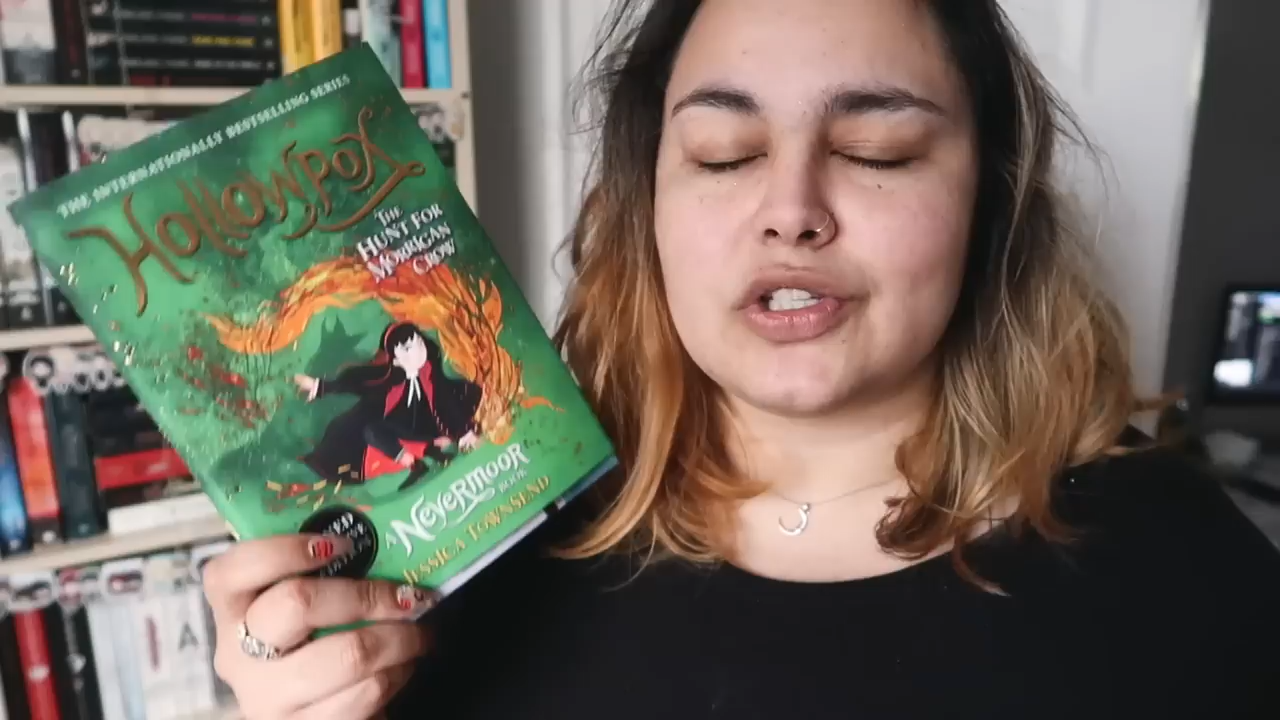 THE INTERNATIONALLY BESTSELLING SERIES
HOLLOWPOX
THE
HUNT FOR
MORRIGAN
CROW
A NEVERMOOR BOOK
JESSICA TOWNSEND
A